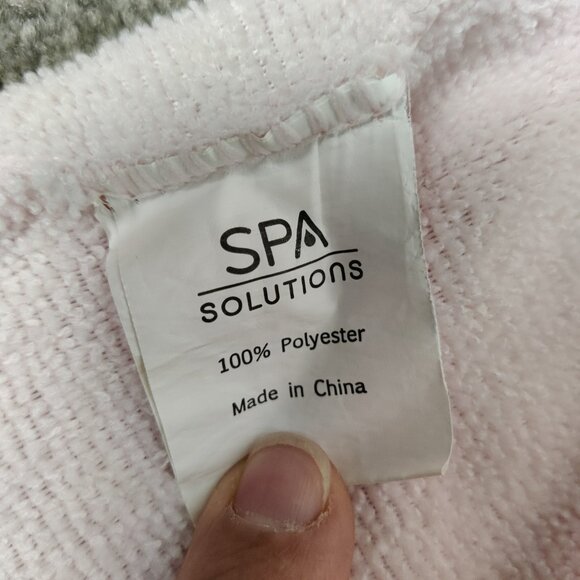 SPA
SOLUTIONS
100% Polyester
Made in China